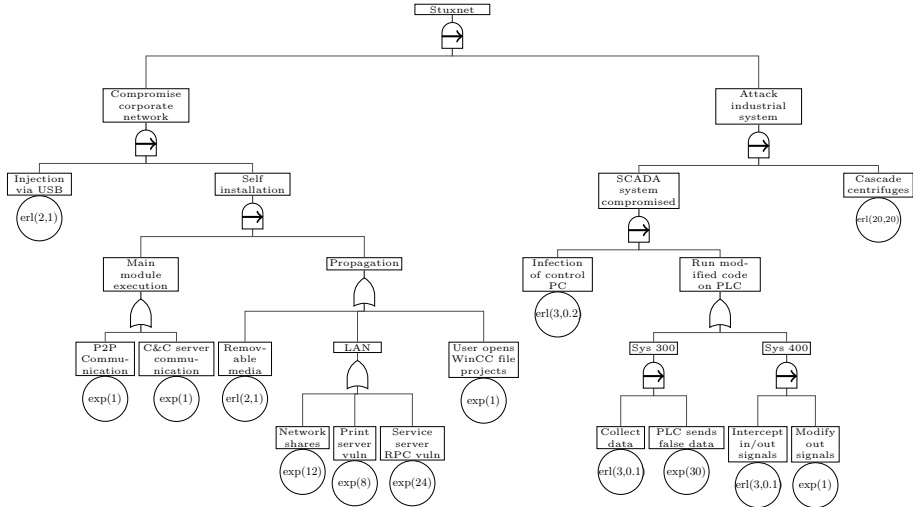 Stuxnet
Compromise
corporate
network
Attack
industrial
system
Injection
via USB
erl(2,1)
Self
installation
SCADA
system
compromised
Cascade
centrifuges
erl(20,20)
Main
module
execution
Propagation
Infection
of control
PC
erl(3,0.2)
Run mod-
ified code
on PLC
P2P
Commu-
nication
exp(1)
C&C server
commu-
nication
exp(1)
Remov-
able
media
erl(2,1)
LAN
User opens
WinCC file
projects
exp(1)
Sys 300
Sys 400
Network
shares
exp(12)
Print
server
vuln
exp(8)
Service
server
RPC vuln
exp(24)
Collect
data
erl(3,0.1)
PLC sends
false data
exp(30)
Intercept
in/out
signals
erl(3,0.1)
Modify
out
signals
exp(1)